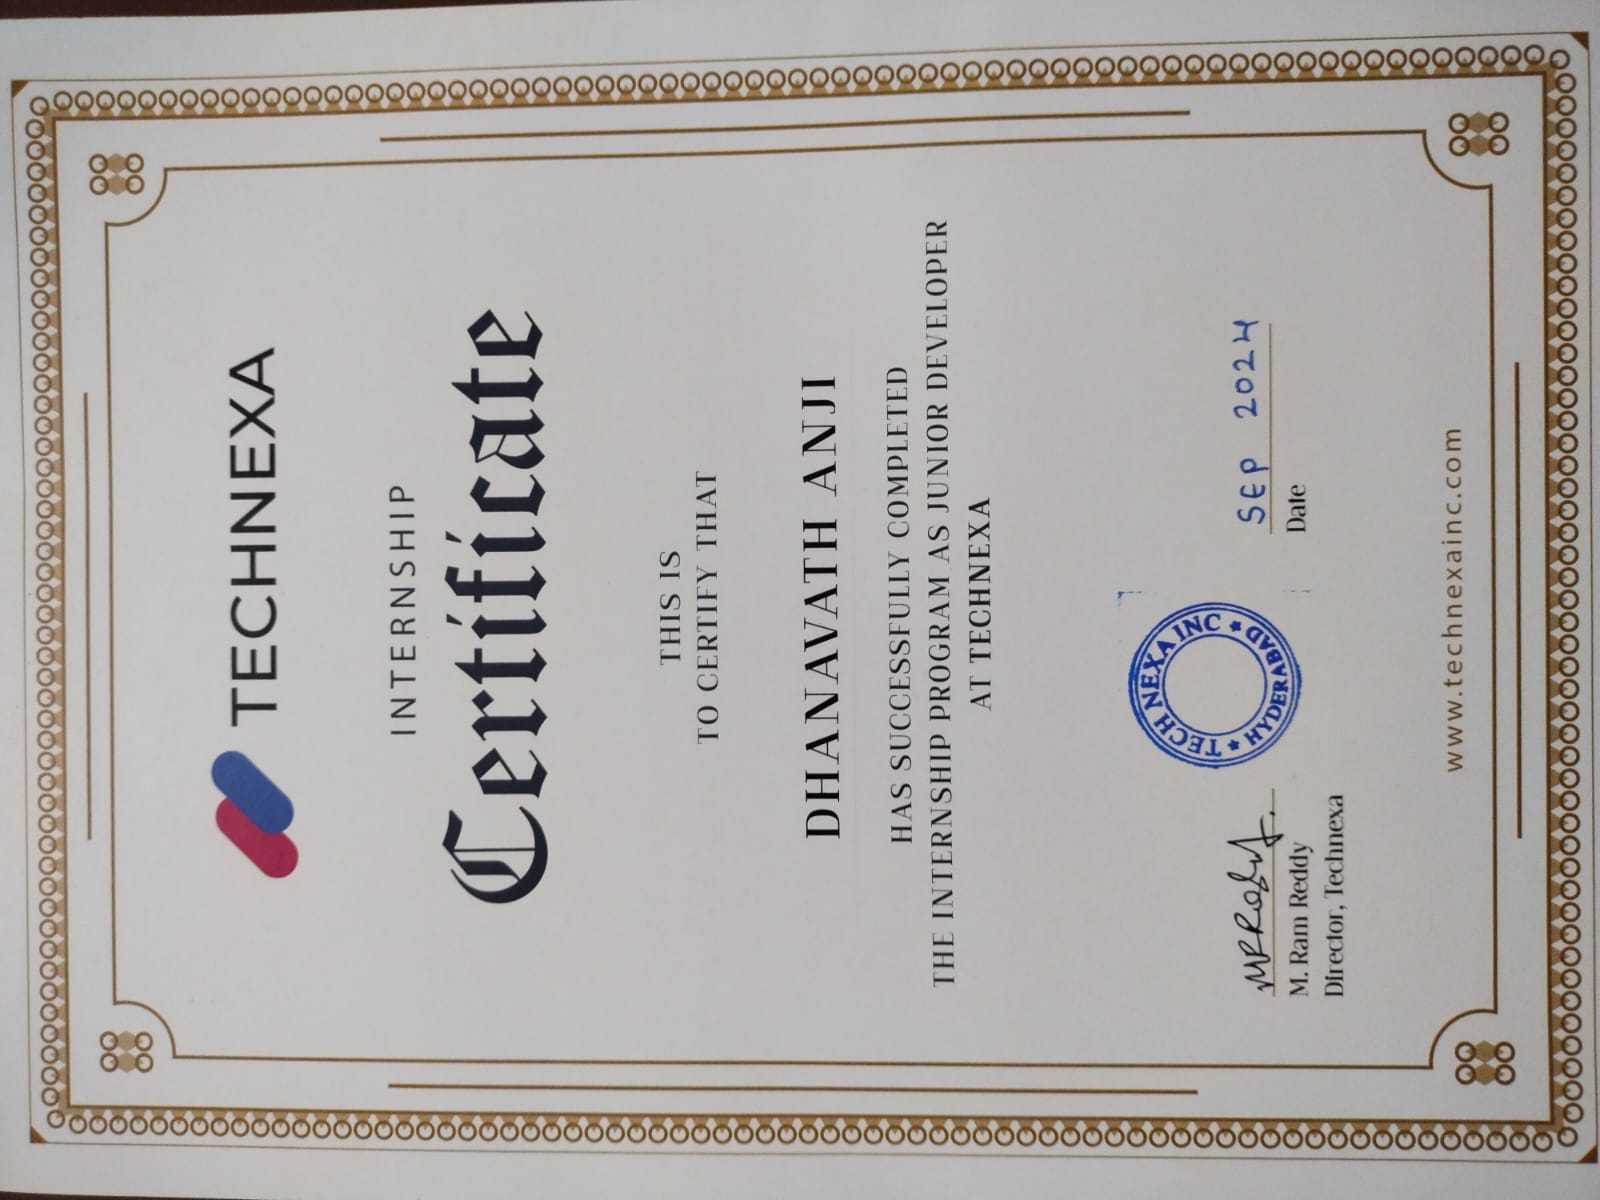 TECHNEXA
INTERNSHIP
Certificate
THIS IS
TO CERTIFY THAT
DHANAVATH ANJI
HAS SUCCESSFULLY COMPLETED
THE INTERNSHIP PROGRAM AS JUNIOR DEVELOPER
AT TECHNEXA
M. Ram Reddy
Director, Technexa
TECH NEXA INC
HYDERABAD
SEP 2024
Date
www.technexainc.com